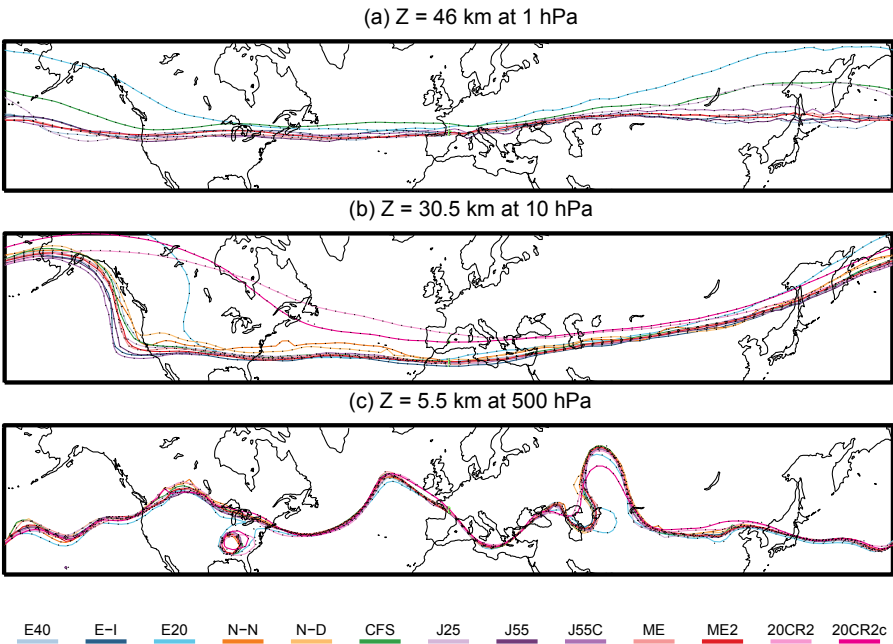 (a) Z = 46 km at 1 hPa
(b) Z = 30.5 km at 10 hPa
(c) Z = 5.5 km at 500 hPa
E40 E−I E20 N−N N−D CFS J25 J55 J55C ME ME2 20CR2 20CR2c